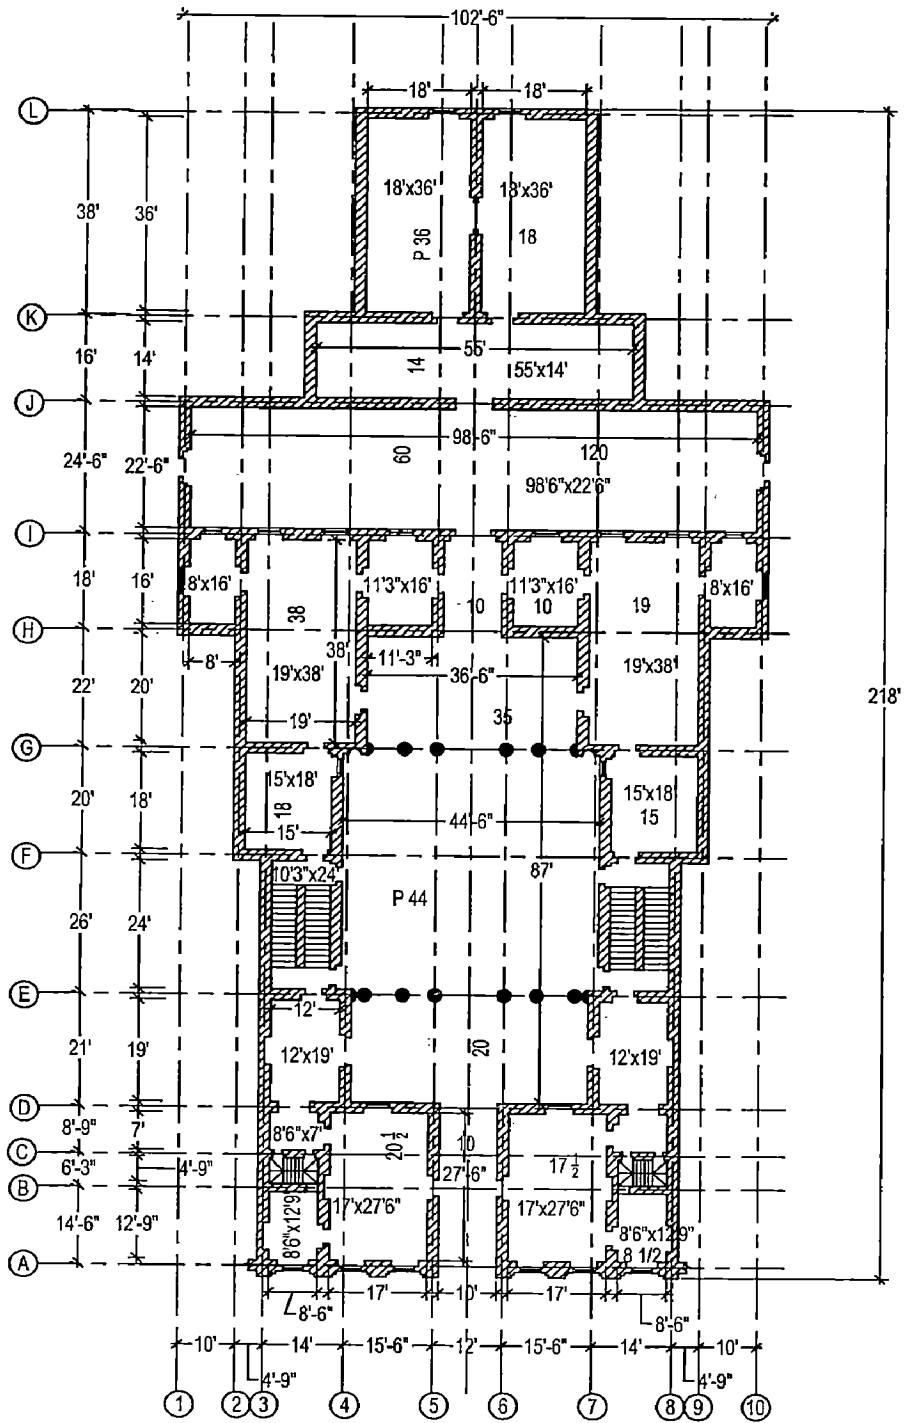 102'-6"
18' 18'
L
38' 36' 18'x36' 18'x36'
P 36 18
K
16' 14' 14 55' 55'x14'
J
98'-6"
24'-6" 22'-6" 60 120
98'6"x22'6"
I
18' 16' 8'x16' 11'3"x16' 11'3"x16' 8'x16'
38 10 10 19
H
38'
8' 11'-3"
22' 20' 19'x38' 36'-6" 19'x38'
218'
19' 35
G
15'x18' 15'x18'
20' 18' 18 15
15' 44'-6"
F
10'3"x24' 87'
P 44
26' 24'
E
12'
21' 19' 12'x19' 20 12'x19'
D
8'-9" 7' 8'6"x7' 20 1/2 10
C
6'-3" 4'-9" 27'-6" 17 1/2
B
14'-6" 12'-9" 8'6"x12'9" 17'x27'6" 17'x27'6" 8'6"x12'9"
8 1/2
A
17' 10' 17'
8'-6" 8'-6"
10' 14' 15'-6" 12' 15'-6" 14' 10'
4'-9" 4'-9"
1 2 3 4 5 6 7 8 9 10